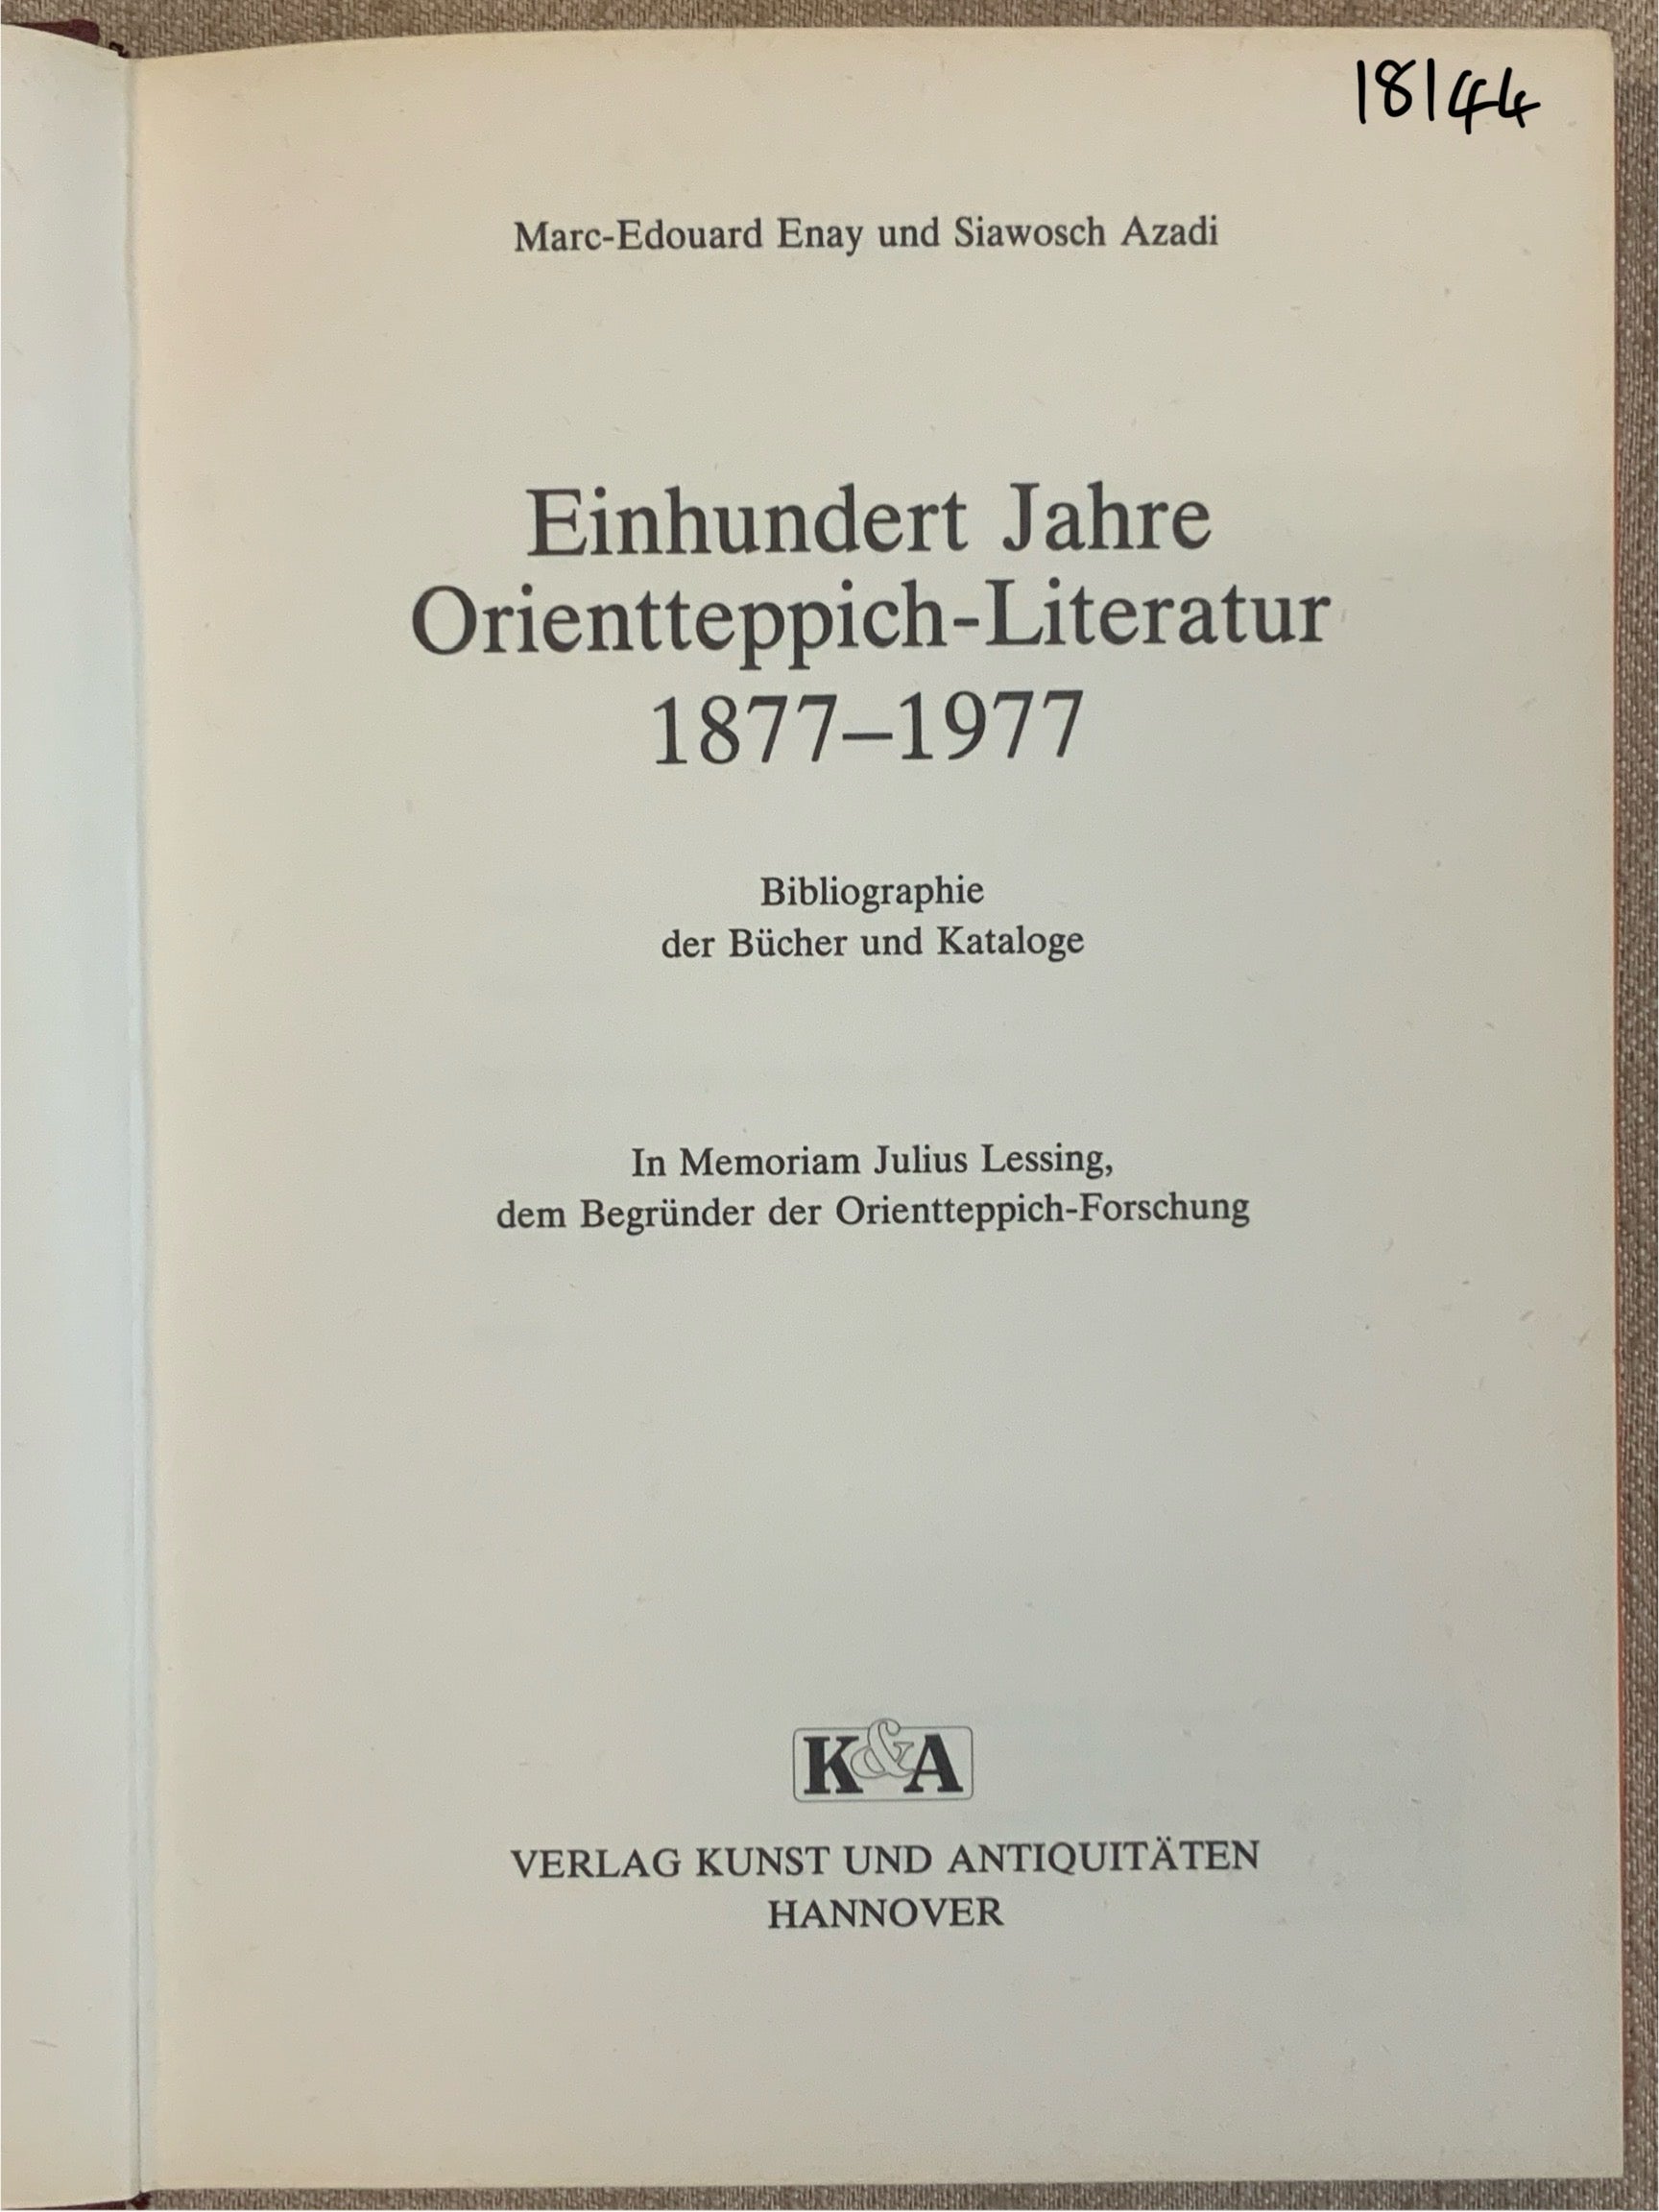 18144
Marc-Edouard Enay und Siawosch Azadi
Einhundert Jahre
Orientteppich-Literatur
1877–1977
Bibliographie
der Bücher und Kataloge
In Memoriam Julius Lessing,
dem Begründer der Orientteppich-Forschung
K&A
VERLAG KUNST UND ANTIQUITÄTEN
HANNOVER